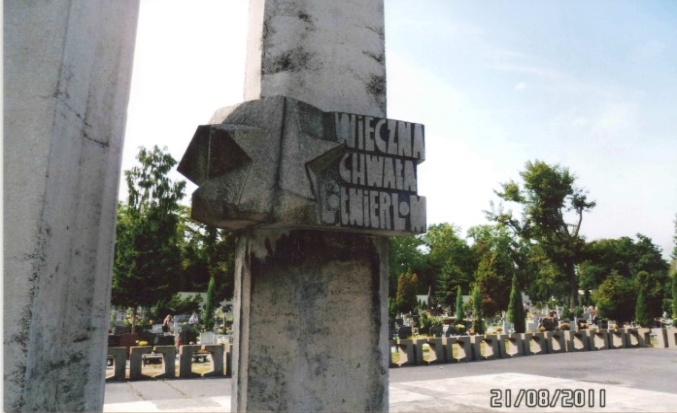 WIECZNA
CHWAŁA
ŻOŁNIERZOM
21/08/2011